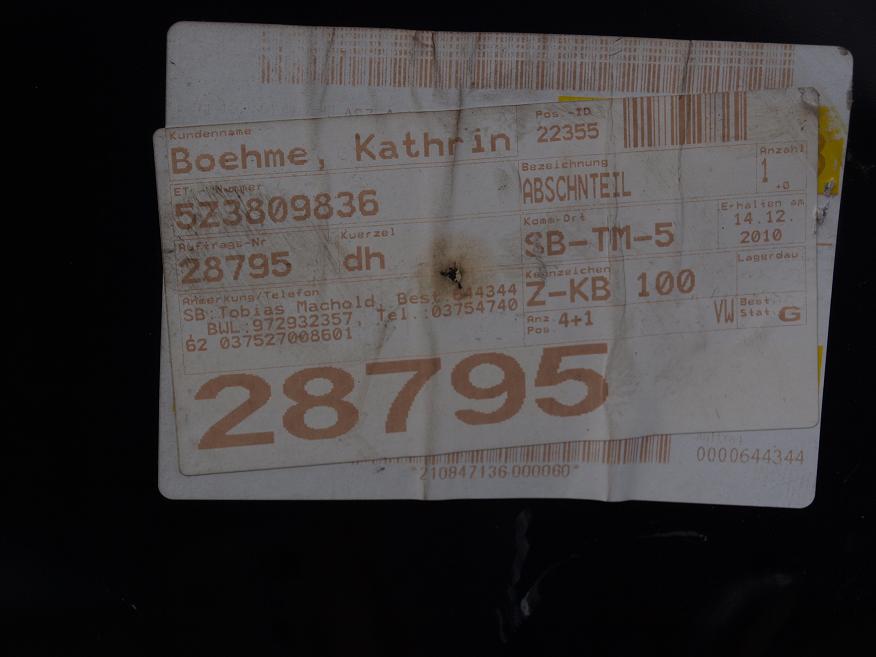 Kundenname
Boehme, Kathrin
Pos.-ID
22355
ET.-Nummer
5Z3809836
Bezeichnung
ABSCHNTEIL
Anzahl
1
+0
Auftrags-Nr
28795
Kuerzel
dh
Komm-Ort
SB-TM-5
Erhalten am
14.12.
2010
Kennzeichen
Z-KB 100
Lagerdau
Anmerkung/Telefon
SB:Tobias Machold, Best 644344
, BWL:972932357, Tel.:03754740
62 037527008601
Anz
Pos. 4+1
VW
Best
Stat. G
28795
0000644344
*210847136 000060*